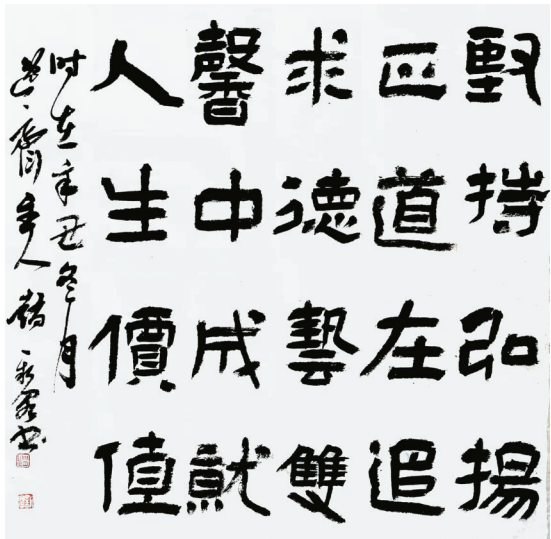 堅持弘揚
正道在追
求德藝雙
馨中成就
人生價值
时在辛丑冬月